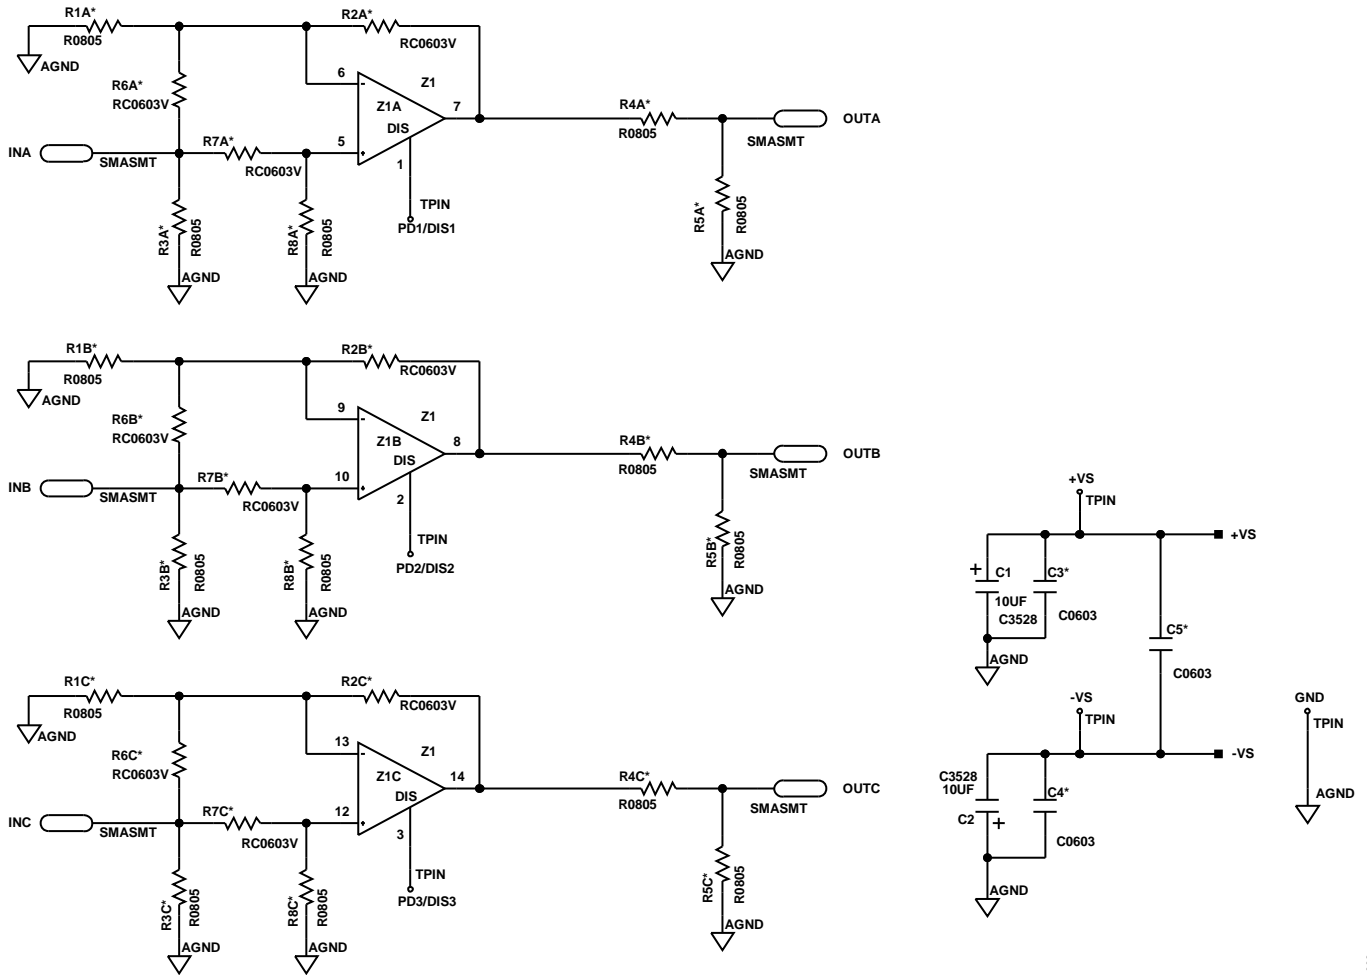 R1A*
R0805
AGND
R2A*
RC0603V
R6A*
RC0603V
6
-
Z1
Z1A
DIS
7
R7A*
RC0603V
5
+
1
INA
SMASMT
R3A*
R0805
AGND
R8A*
R0805
AGND
TPIN
PD1/DIS1
R4A*
R0805
SMASMT
OUTA
R5A*
R0805
AGND
R1B*
R0805
AGND
R2B*
RC0603V
R6B*
RC0603V
9
-
Z1
Z1B
DIS
8
R7B*
RC0603V
10
+
2
INB
SMASMT
R3B*
R0805
AGND
R8B*
R0805
AGND
TPIN
PD2/DIS2
R4B*
R0805
SMASMT
OUTB
R5B*
R0805
AGND
R1C*
R0805
AGND
R2C*
RC0603V
R6C*
RC0603V
13
-
Z1
Z1C
DIS
14
R7C*
RC0603V
12
+
3
INC
SMASMT
R3C*
R0805
AGND
R8C*
R0805
AGND
TPIN
PD3/DIS3
R4C*
R0805
SMASMT
OUTC
R5C*
R0805
AGND
+VS
TPIN
+VS
+
C1
10UF
C3528
C3*
C0603
AGND
C5*
C0603
-VS
TPIN
-VS
C3528
10UF
C2
+
C4*
C0603
AGND
GND
TPIN
AGND